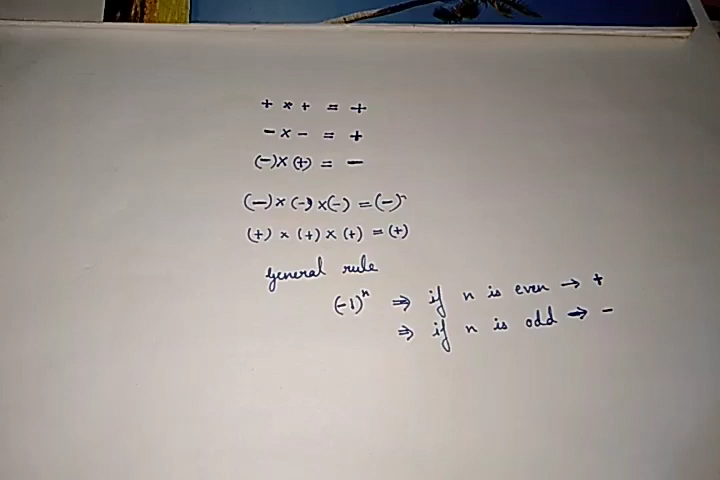 + × + = +
- × - = +
(-) × (+) = -
(-) × (-) × (-) = (-)ⁿ
(+) × (+) × (+) = (+)
general rule
(-1)ⁿ ⇒ if n is even → +
⇒ if n is odd → -